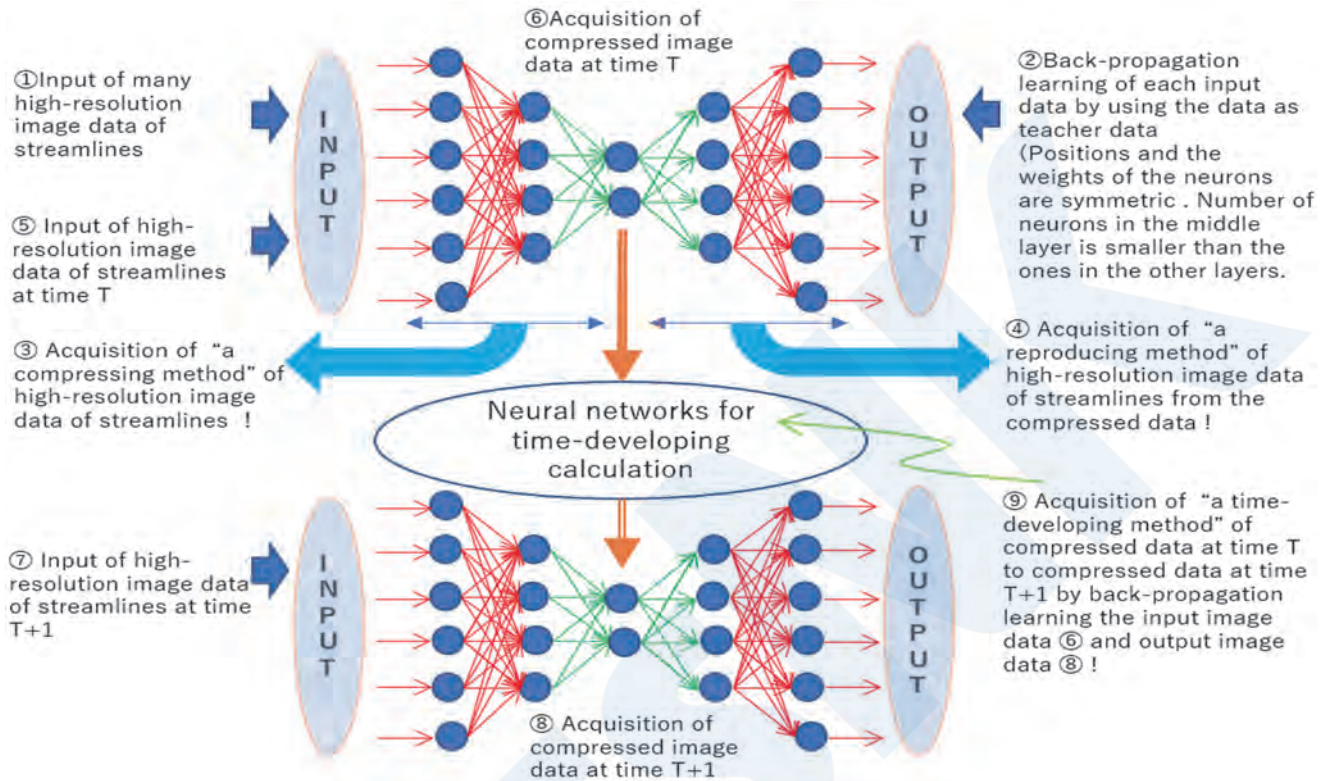 ①Input of many
high-resolution
image data of
streamlines
⑤ Input of high-
resolution image
data of streamlines
at time T
③ Acquisition of “a
compressing method” of
high-resolution image
data of streamlines !
INPUT
⑥Acquisition of
compressed image
data at time T
OUTPUT
②Back-propagation
learning of each input
data by using the data as
teacher data
(Positions and the
weights of the neurons
are symmetric . Number of
neurons in the middle
layer is smaller than the
ones in the other layers.
④ Acquisition of “a
reproducing method” of
high-resolution image data
of streamlines from the
compressed data !
Neural networks for
time-developing
calculation
⑦ Input of high-
resolution image data
of streamlines at time
T+1
INPUT
⑧ Acquisition of
compressed image
data at time T+1
OUTPUT
⑨ Acquisition of “a time-
developing method” of
compressed data at time T
to compressed data at time
T+1 by back-propagation
learning the input image
data ⑥ and output image
data ⑧ !